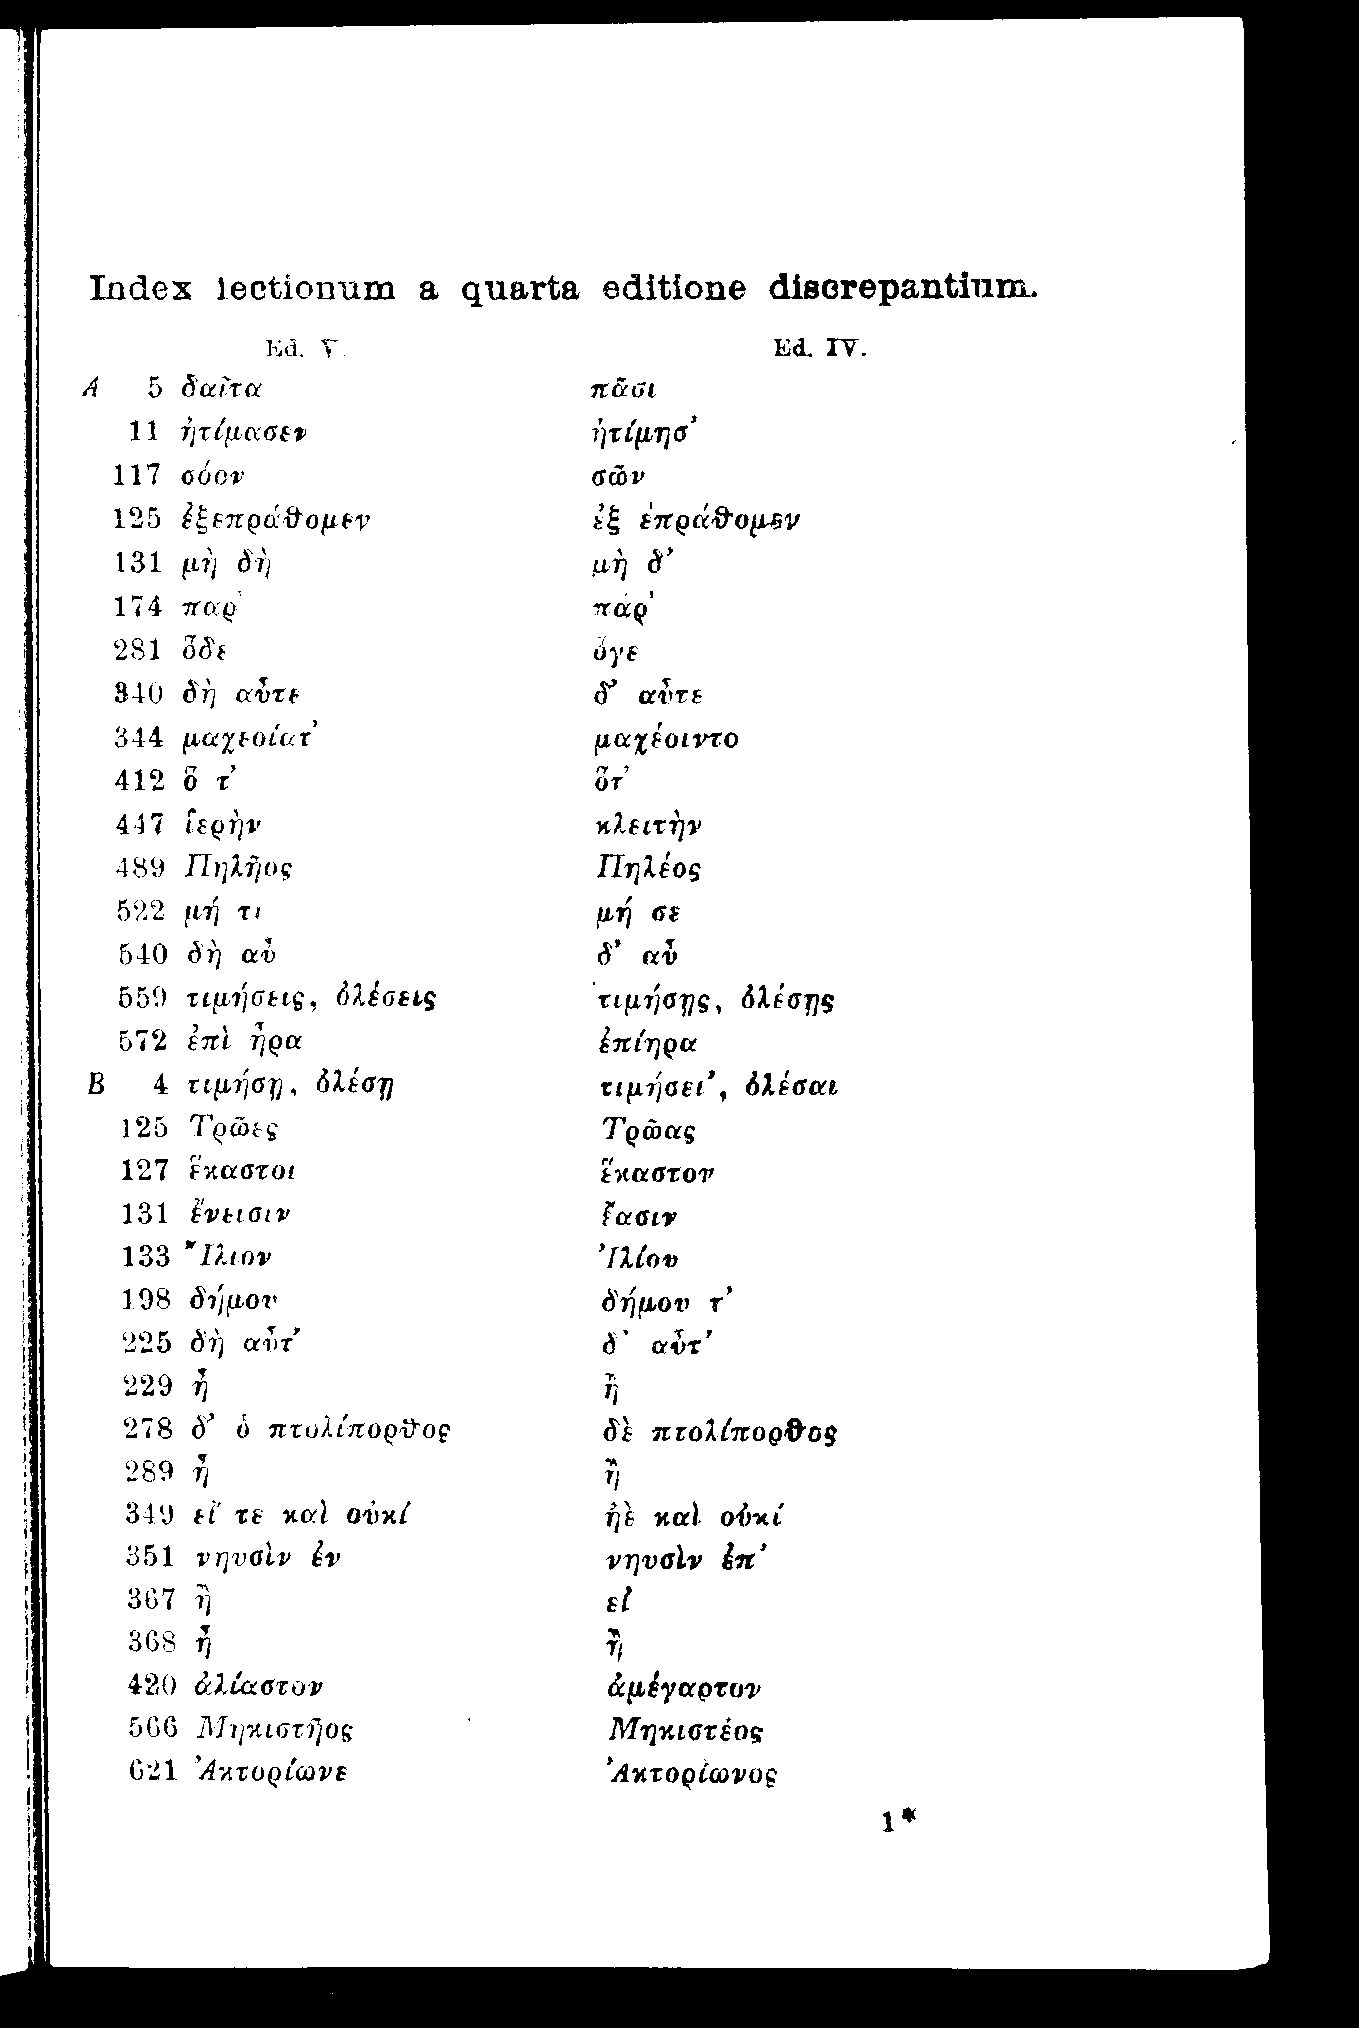 Index lectionum a quarta editione discrepantium.
Ed. V. Ed. IV.
A 5 δαῖτα πᾶσι
11 ἠτίμασεν ἠτίμησ᾽
117 σόον σῶν
125 ἐξεπράθομεν ἐξ ἐπράθομεν
131 μὴ δὴ μὴ δ᾽
174 παρ᾽ πάρ᾽
281 ὅδε ὅγε
340 δὴ αὖτε δ᾽ αὖτε
344 μαχεοίατ᾽ μαχέοιντο
412 ὅ τ᾽ ὅτ᾽
447 ἱερὴν κλειτὴν
489 Πηλῆος Πηλέος
522 μή τι μή σε
540 δὴ αὖ δ᾽ αὖ
559 τιμήσεις, ὀλέσεις τιμήσῃς, ὀλέσῃς
572 ἐπὶ ἦρα ἐπίηρα
B 4 τιμήσῃ, ὀλέσῃ τιμήσει᾽, ὀλέσαι
125 Τρῶες Τρῶας
127 ἕκαστοι ἕκαστον
131 ἔνεισιν ἔασιν
133 Ἴλιον Ἰλίου
198 δήμου δήμου τ᾽
225 δὴ αὖτ᾽ δ᾽ αὖτ᾽
229 ἦ ἢ
278 δ᾽ ὁ πτολίπορθος δὲ πτολίπορθος
289 ἦ ἢ
349 εἴ τε καὶ οὐκί ἠὲ καὶ οὐκί
351 νηυσὶν ἐν νηυσὶν ἐπ᾽
367 ἢ εἰ
368 ἦ ἢ
420 ἀλίαστον ἀμέγαρτον
566 Μηκιστῆος Μηκιστέος
621 Ἀκτορίωνε Ἀκτορίωνος
1*